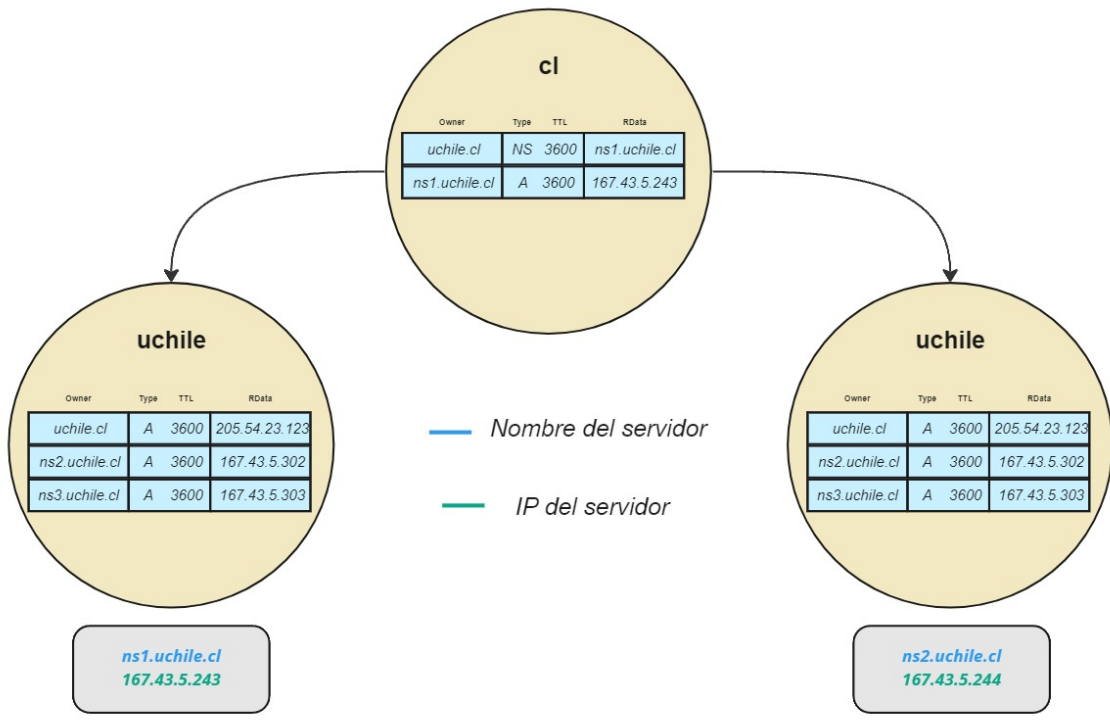 cl
Owner Type TTL RData
uchile.cl NS 3600 ns1.uchile.cl
ns1.uchile.cl A 3600 167.43.5.243
uchile
Owner Type TTL RData
uchile.cl A 3600 205.54.23.123
ns2.uchile.cl A 3600 167.43.5.302
ns3.uchile.cl A 3600 167.43.5.303
ns1.uchile.cl
167.43.5.243
Nombre del servidor
IP del servidor
uchile
Owner Type TTL RData
uchile.cl A 3600 205.54.23.123
ns2.uchile.cl A 3600 167.43.5.302
ns3.uchile.cl A 3600 167.43.5.303
ns2.uchile.cl
167.43.5.244